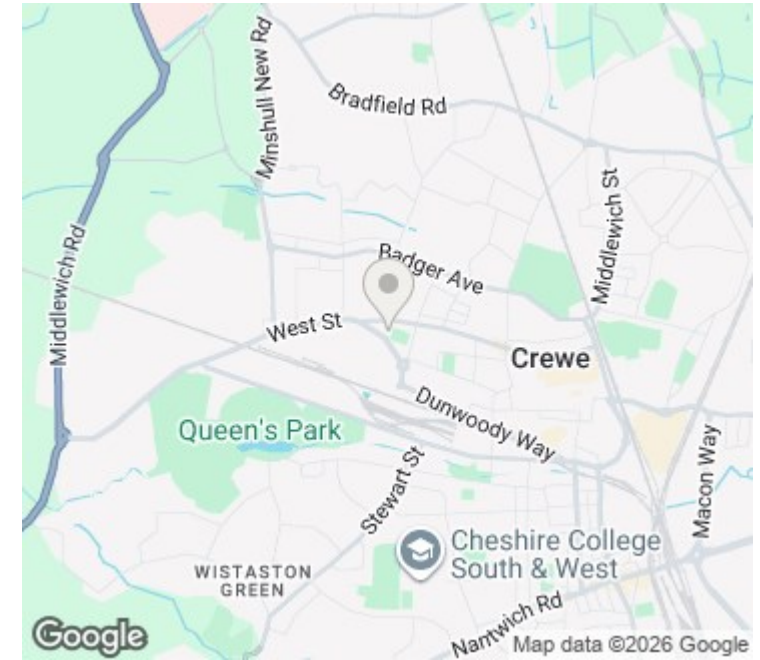 Minshull New Rd
Bradfield Rd
Middlewich St
Middlewich Rd
Badger Ave
West St
Crewe
Dunwoody Way
Queen's Park
Stewart St
Macon Way
Cheshire College
South & West
WISTASTON
GREEN
Nantwich Rd
Google
Map data ©2026 Google